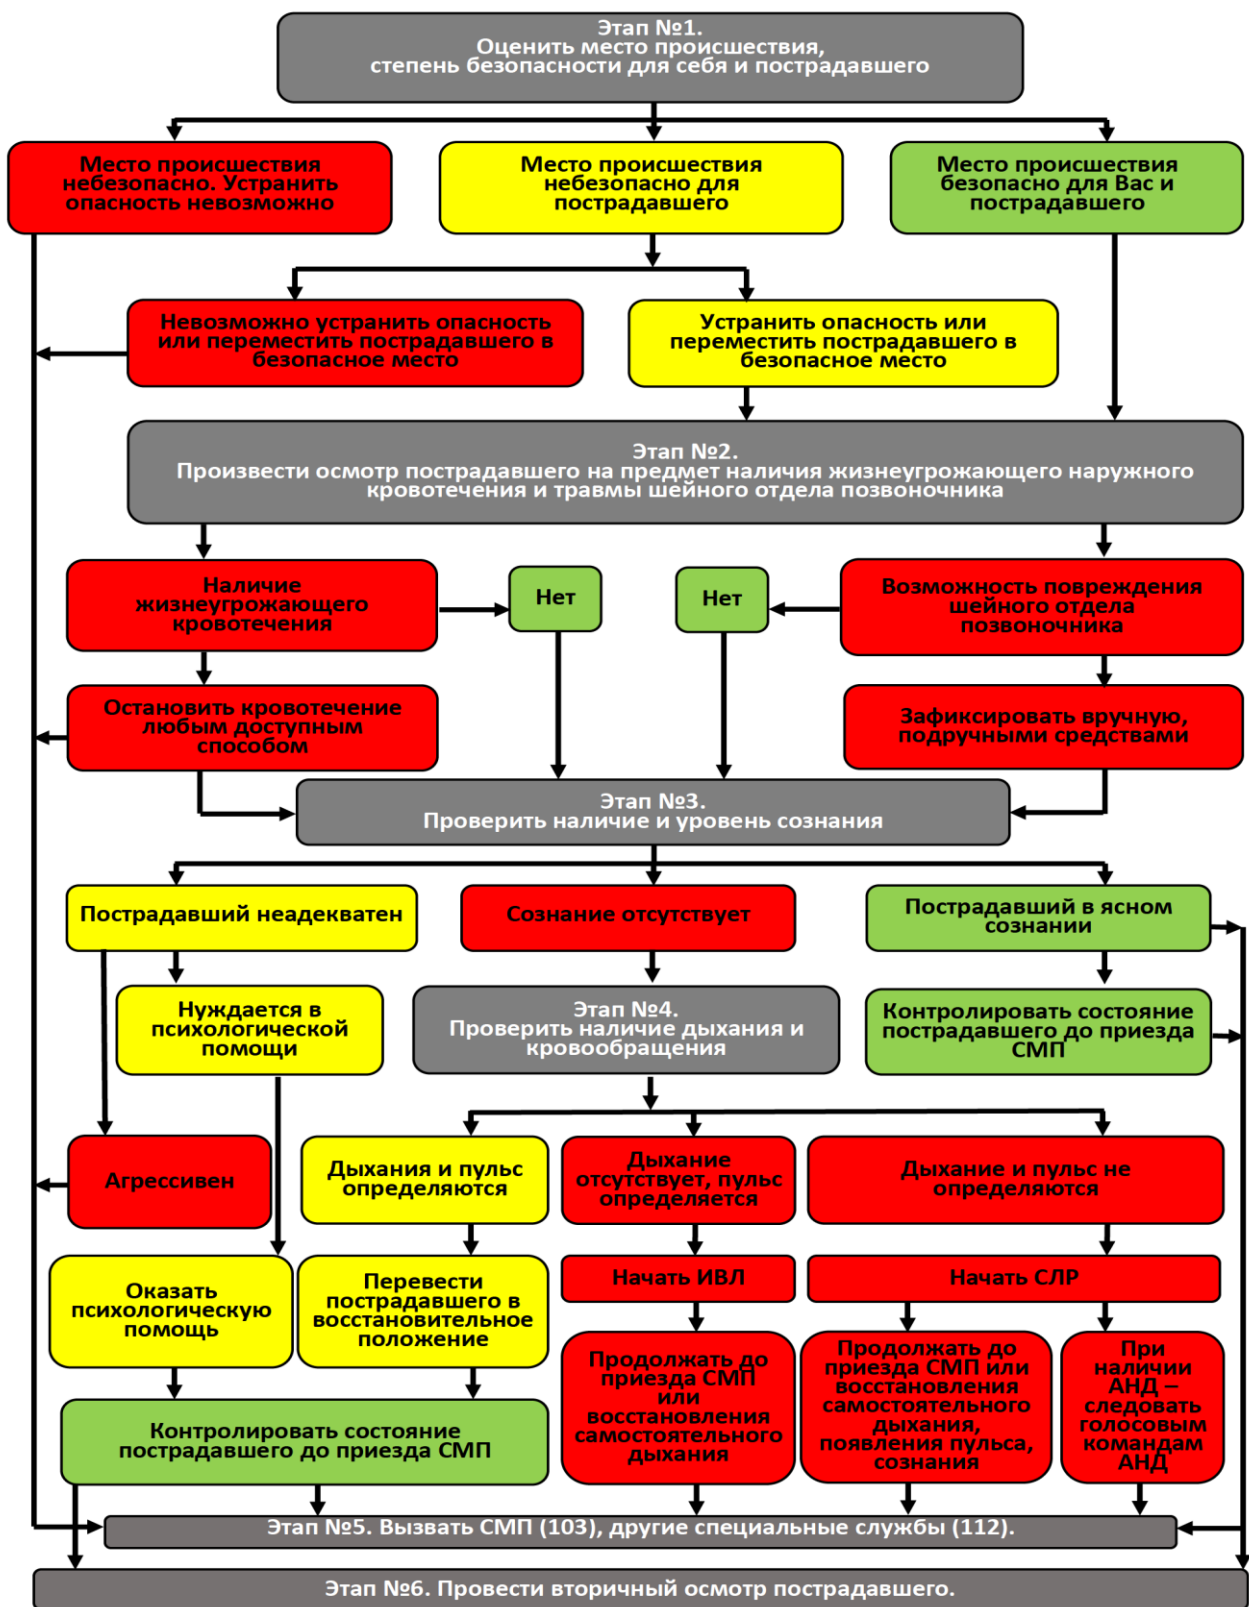 Этап №1.
Оценить место происшествия,
степень безопасности для себя и пострадавшего
Место происшествия
небезопасно. Устранить
опасность невозможно
Место происшествия
небезопасно для
пострадавшего
Место происшествия
безопасно для Вас и
пострадавшего
Невозможно устранить опасность
или переместить пострадавшего в
безопасное место
Устранить опасность или
переместить пострадавшего в
безопасное место
Этап №2.
Произвести осмотр пострадавшего на предмет наличия жизнеугрожающего наружного
кровотечения и травмы шейного отдела позвоночника
Наличие
жизнеугрожающего
кровотечения
Нет
Нет
Возможность повреждения
шейного отдела
позвоночника
Остановить кровотечение
любым доступным
способом
Зафиксировать вручную,
подручными средствами
Этап №3.
Проверить наличие и уровень сознания
Пострадавший неадекватен
Сознание отсутствует
Пострадавший в ясном
сознании
Нуждается в
психологической
помощи
Этап №4.
Проверить наличие дыхания и
кровообращения
Контролировать состояние
пострадавшего до приезда
СМП
Агрессивен
Дыхания и пульс
определяются
Дыхание
отсутствует, пульс
определяется
Дыхание и пульс не
определяются
Оказать
психологическую
помощь
Перевести
пострадавшего в
восстановительное
положение
Начать ИВЛ
Начать СЛР
Контролировать состояние
пострадавшего до приезда СМП
Продолжать до
приезда СМП
или
восстановления
самостоятельного
дыхания
Продолжать до
приезда СМП или
восстановления
самостоятельного
дыхания,
появления пульса,
сознания
При
наличии
АНД –
следовать
голосовым
командам
АНД
Этап №5. Вызвать СМП (103), другие специальные службы (112).
Этап №6. Провести вторичный осмотр пострадавшего.